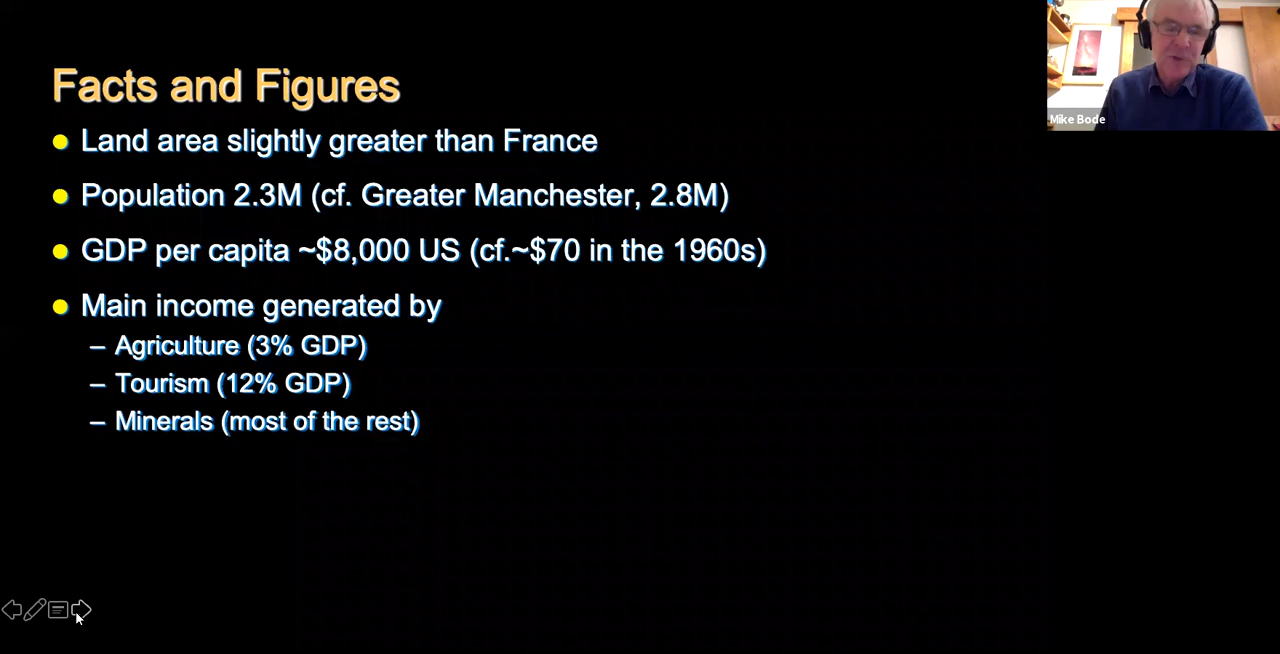 Facts and Figures
Land area slightly greater than France
Population 2.3M (cf. Greater Manchester, 2.8M)
GDP per capita ~$8,000 US (cf.~$70 in the 1960s)
Main income generated by
– Agriculture (3% GDP)
– Tourism (12% GDP)
– Minerals (most of the rest)
Mike Bode